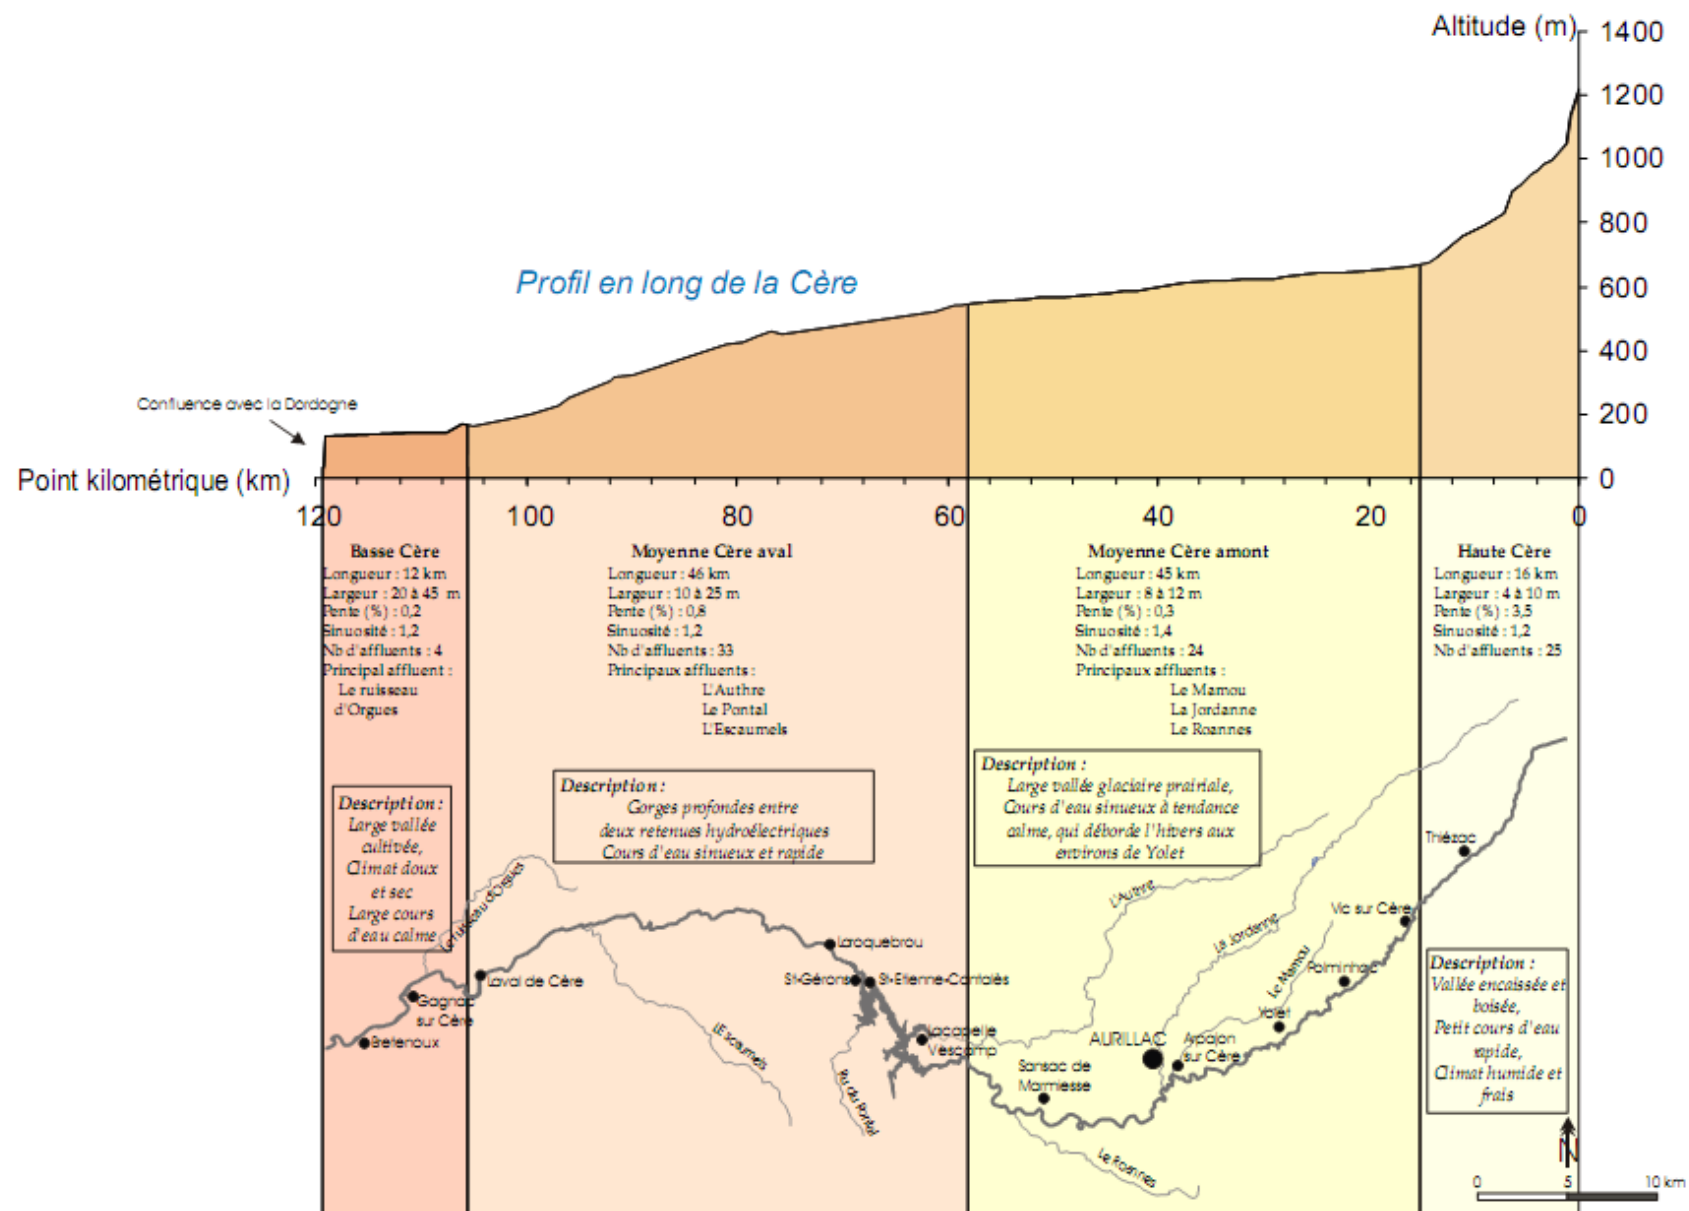 Altitude (m)
1400
1200
1000
800
600
400
200
0
Profil en long de la Cère
Confluence avec la Dordogne
Point kilométrique (km)
120
100
80
60
40
20
0
Basse Cère
Longueur : 12 km
Largeur : 20 à 45 m
Pente (%) : 0,2
Sinuosité : 1,2
Nb d'affluents : 4
Principal affluent :
Le ruisseau
d'Orgues
Moyenne Cère aval
Longueur : 46 km
Largeur : 10 à 25 m
Pente (%) : 0,8
Sinuosité : 1,2
Nb d'affluents : 33
Principaux affluents :
L'Authre
Le Pontal
L'Escaumels
Moyenne Cère amont
Longueur : 45 km
Largeur : 8 à 12 m
Pente (%) : 0,3
Sinuosité : 1,4
Nb d'affluents : 24
Principaux affluents :
Le Mamou
La Jordanne
Le Roannes
Haute Cère
Longueur : 16 km
Largeur : 4 à 10 m
Pente (%) : 3,5
Sinuosité : 1,2
Nb d'affluents : 25
Description :
Large vallée
cultivée,
Climat doux
et sec
Large cours
d'eau calme
Description :
Gorges profondes entre
deux retenues hydroélectriques
Cours d'eau sinueux et rapide
Description :
Large vallée glaciaire prairiale,
Cours d'eau sinueux à tendance
calme, qui déborde l'hivers aux
environs de Yolet
Description :
Vallée encaissée et
boisée,
Petit cours d'eau
rapide,
Climat humide et
frais
Le ruisseau d'Orgues
Laval de Cère
Gagnac
sur Cère
Bretenoux
L'Escaumels
Laroquebrou
St-Gérons
St-Etienne-Cantalès
Lacapelle
Vescamp
Ru du Pontal
L'Authre
La Jordanne
Le Mamou
Thiézac
Vic sur Cère
Polminhac
Yolet
AURILLAC
Arpajon
sur Cère
Sansac de
Marmiesse
Le Roannes
N
0
5
10 km